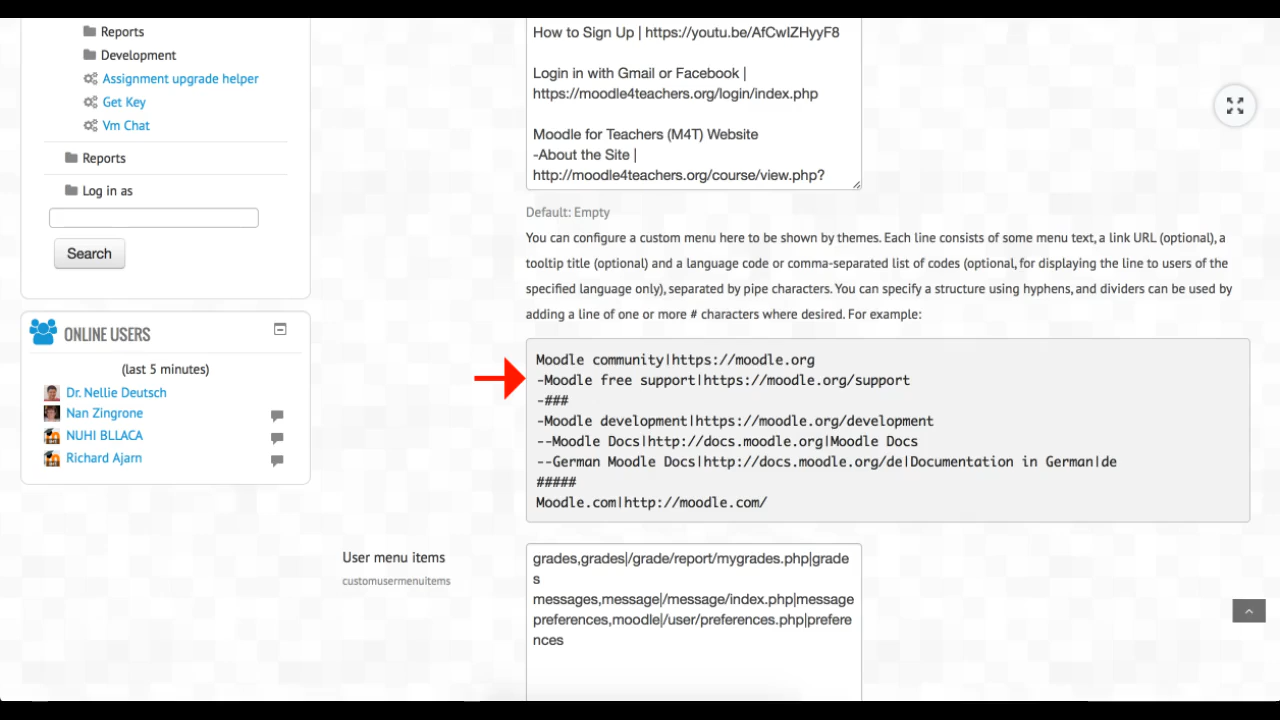 Reports
Development
Assignment upgrade helper
Get Key
Vm Chat
Reports
Log in as
Search
ONLINE USERS
(last 5 minutes)
Dr. Nellie Deutsch
Nan Zingrone
NUHI BLLACA
Richard Ajarn
How to Sign Up | https://youtu.be/AfCwIZHyyF8
Login in with Gmail or Facebook |
https://moodle4teachers.org/login/index.php
Moodle for Teachers (M4T) Website
-About the Site |
http://moodle4teachers.org/course/view.php?
Default: Empty
You can configure a custom menu here to be shown by themes. Each line consists of some menu text, a link URL (optional), a
tooltip title (optional) and a language code or comma-separated list of codes (optional, for displaying the line to users of the
specified language only), separated by pipe characters. You can specify a structure using hyphens, and dividers can be used by
adding a line of one or more # characters where desired. For example:
Moodle community|https://moodle.org
-Moodle free support|https://moodle.org/support
-###
-Moodle development|https://moodle.org/development
--Moodle Docs|http://docs.moodle.org|Moodle Docs
--German Moodle Docs|http://docs.moodle.org/de|Documentation in German|de
#####
Moodle.com|http://moodle.com/
User menu items
customusermenuitems
grades,grades|/grade/report/mygrades.php|grade
s
messages,message|/message/index.php|message
preferences,moodle|/user/preferences.php|prefere
nces